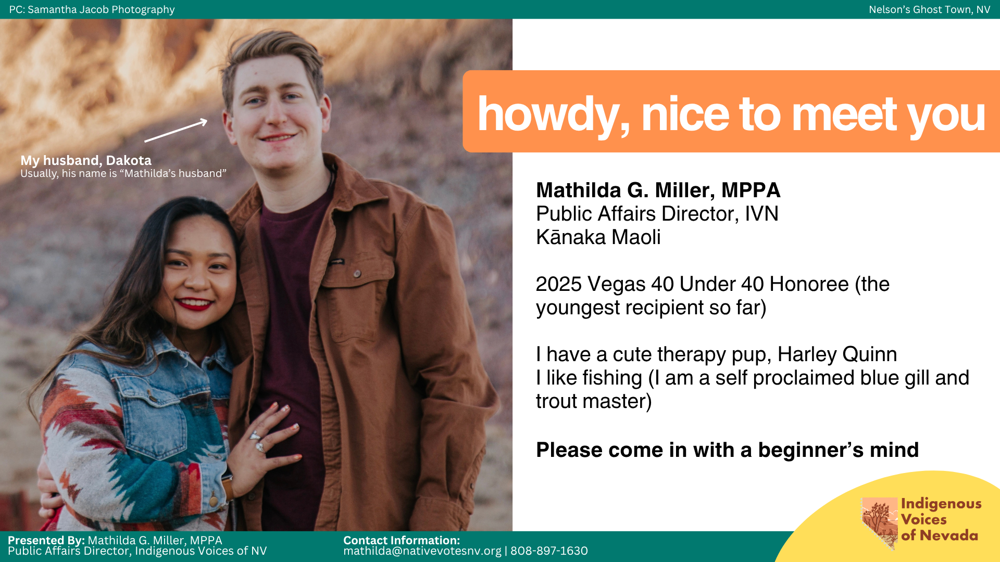 PC: Samantha Jacob Photography
Nelson’s Ghost Town, NV
howdy, nice to meet you
My husband, Dakota
Usually, his name is “Mathilda’s husband”
Mathilda G. Miller, MPPA
Public Affairs Director, IVN
Kānaka Maoli
2025 Vegas 40 Under 40 Honoree (the
youngest recipient so far)
I have a cute therapy pup, Harley Quinn
I like fishing (I am a self proclaimed blue gill and
trout master)
Please come in with a beginner’s mind
Indigenous
Voices
of Nevada
Presented By: Mathilda G. Miller, MPPA
Public Affairs Director, Indigenous Voices of NV
Contact Information:
mathilda@nativevotesnv.org | 808-897-1630